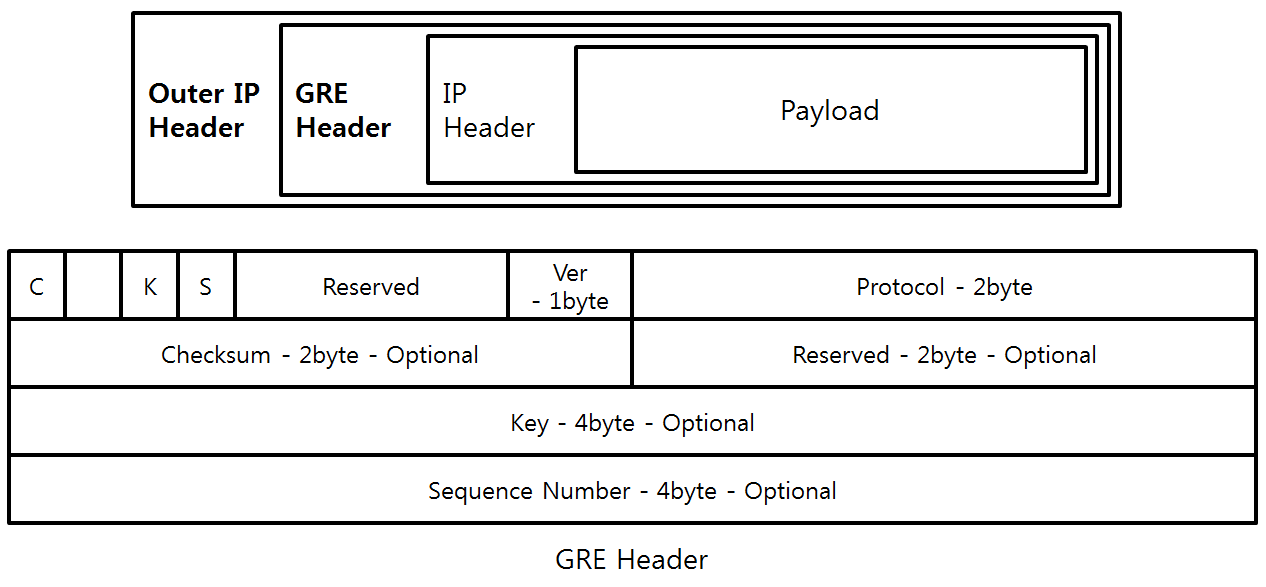 Outer IP
Header
GRE
Header
IP
Header
Payload
C
K
S
Reserved
Ver
- 1byte
Protocol - 2byte
Checksum - 2byte - Optional
Reserved - 2byte - Optional
Key - 4byte - Optional
Sequence Number - 4byte - Optional
GRE Header